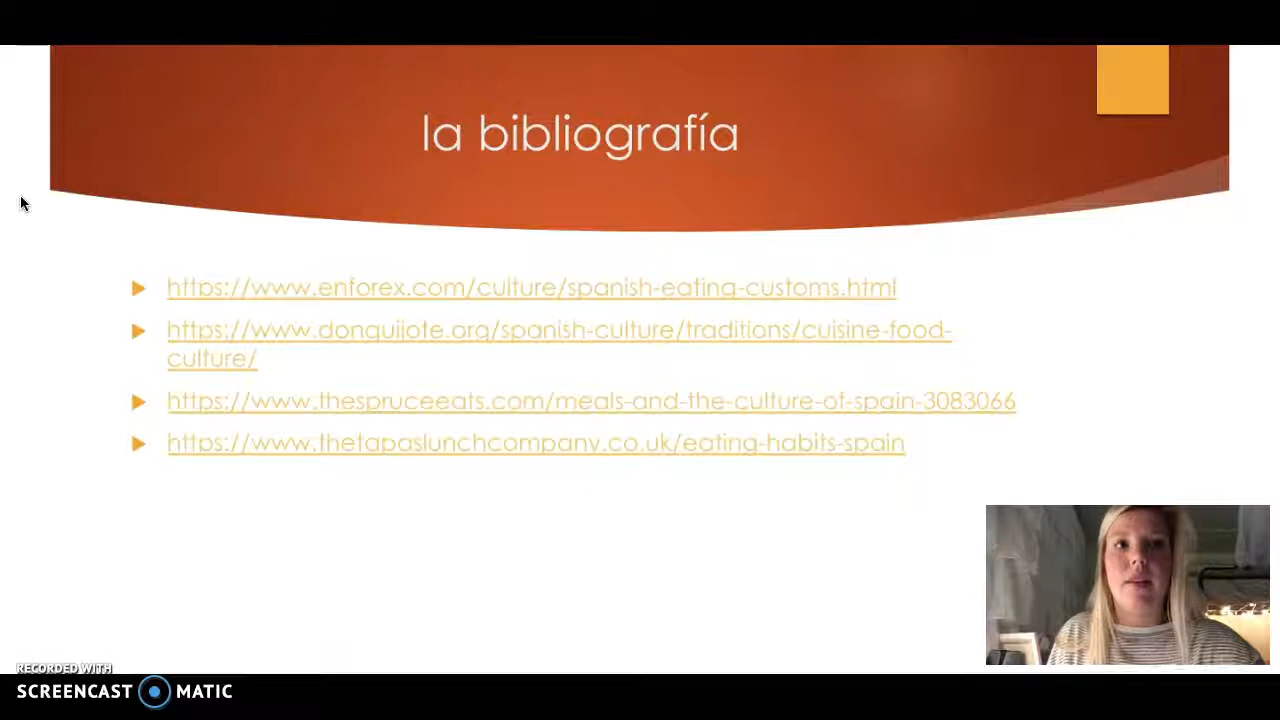 la bibliografía
https://www.enforex.com/culture/spanish-eating-customs.html
https://www.donquijote.org/spanish-culture/traditions/cuisine-food-
culture/
https://www.thespruceeats.com/meals-and-the-culture-of-spain-3083066
https://www.thetapaslunchcompany.co.uk/eating-habits-spain
RECORDED WITH
SCREENCAST MATIC